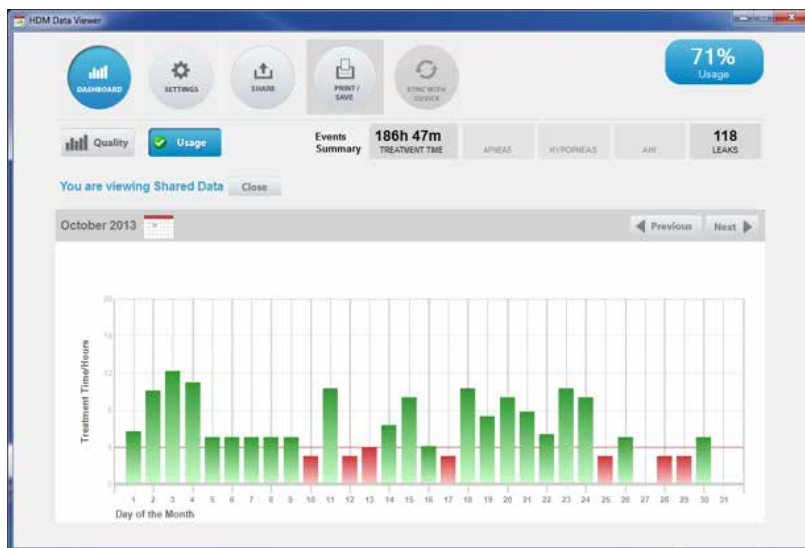 HDM Data Viewer
DASHBOARD
SETTINGS
SHARE
PRINT /
SAVE
SYNC WITH
DEVICE
71%
Usage
Quality
Usage
Events
Summary
186h 47m
TREATMENT TIME
APNEAS
HYPOPNEAS
AHI
118
LEAKS
You are viewing Shared Data
Close
October 2013
Previous
Next
Treatment Time/Hours
20
16
12
8
4
0
1 2 3 4 5 6 7 8 9 10 11 12 13 14 15 16 17 18 19 20 21 22 23 24 25 26 27 28 29 30 31
Day of the Month